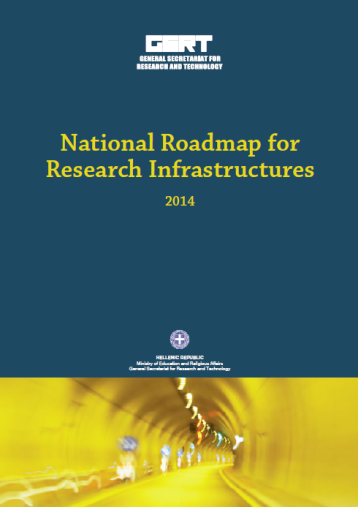 GSRT
GENERAL SECRETARIAT FOR
RESEARCH AND TECHNOLOGY
National Roadmap for
Research Infrastructures
2014
HELLENIC REPUBLIC
Ministry of Education and Religious Affairs
General Secretariat for Research and Technology